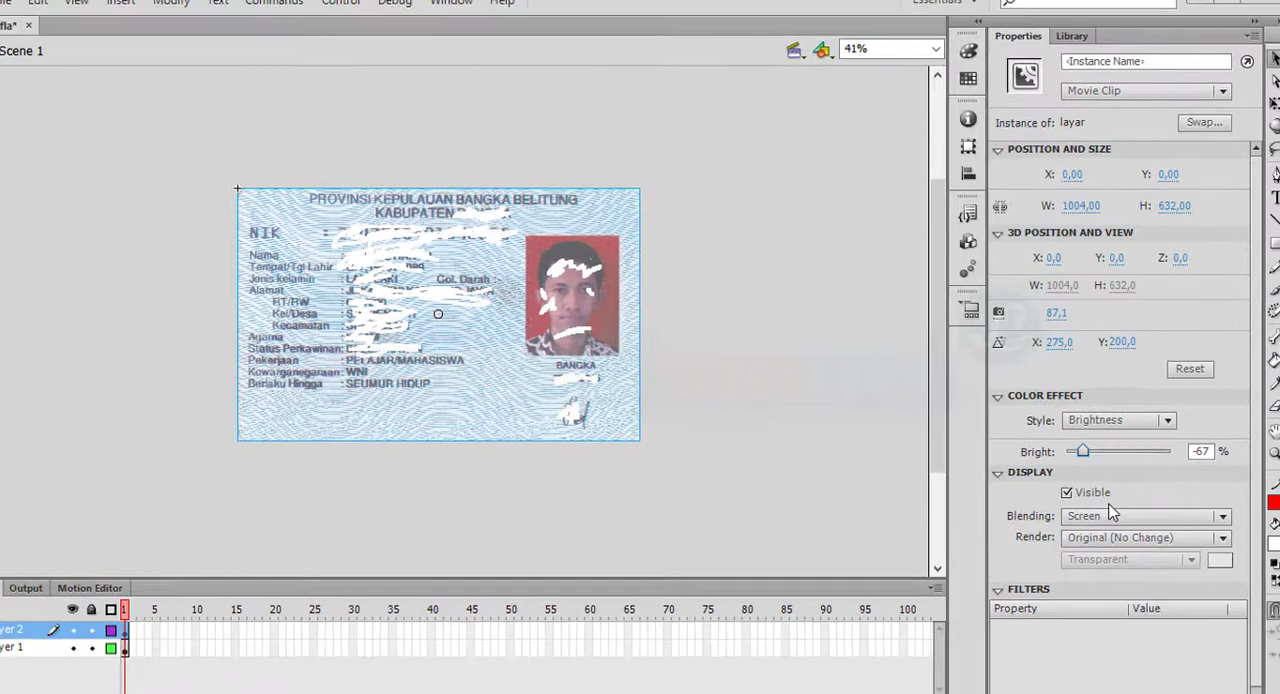 Edit View Insert Modify Text Commands Control Debug Window Help
Essentials
fla*
Scene 1
41%
PROVINSI KEPULAUAN BANGKA BELITUNG
KABUPATEN
NIK :
Nama
Tempat/Tgl Lahir
Jenis kelamin : Gol. Darah :
Alamat
RT/RW
Kel/Desa
Kecamatan
Agama
Status Perkawinan:
Pekerjaan : PELAJAR/MAHASISWA
Kewarganegaraan: WNI
Berlaku Hingga : SEUMUR HIDUP
BANGKA
Properties Library
<Instance Name>
Movie Clip
Instance of: layar Swap...
POSITION AND SIZE
X: 0,00 Y: 0,00
W: 1004,00 H: 632,00
3D POSITION AND VIEW
X: 0,0 Y: 0,0 Z: 0,0
W: 1004,0 H: 632,0
87,1
X: 275,0 Y: 200,0
Reset
COLOR EFFECT
Style: Brightness
Bright: -67 %
DISPLAY
Visible
Blending: Screen
Render: Original (No Change)
Transparent
FILTERS
Property Value
Output Motion Editor
1 5 10 15 20 25 30 35 40 45 50 55 60 65 70 75 80 85 90 95 100
yer 2
yer 1